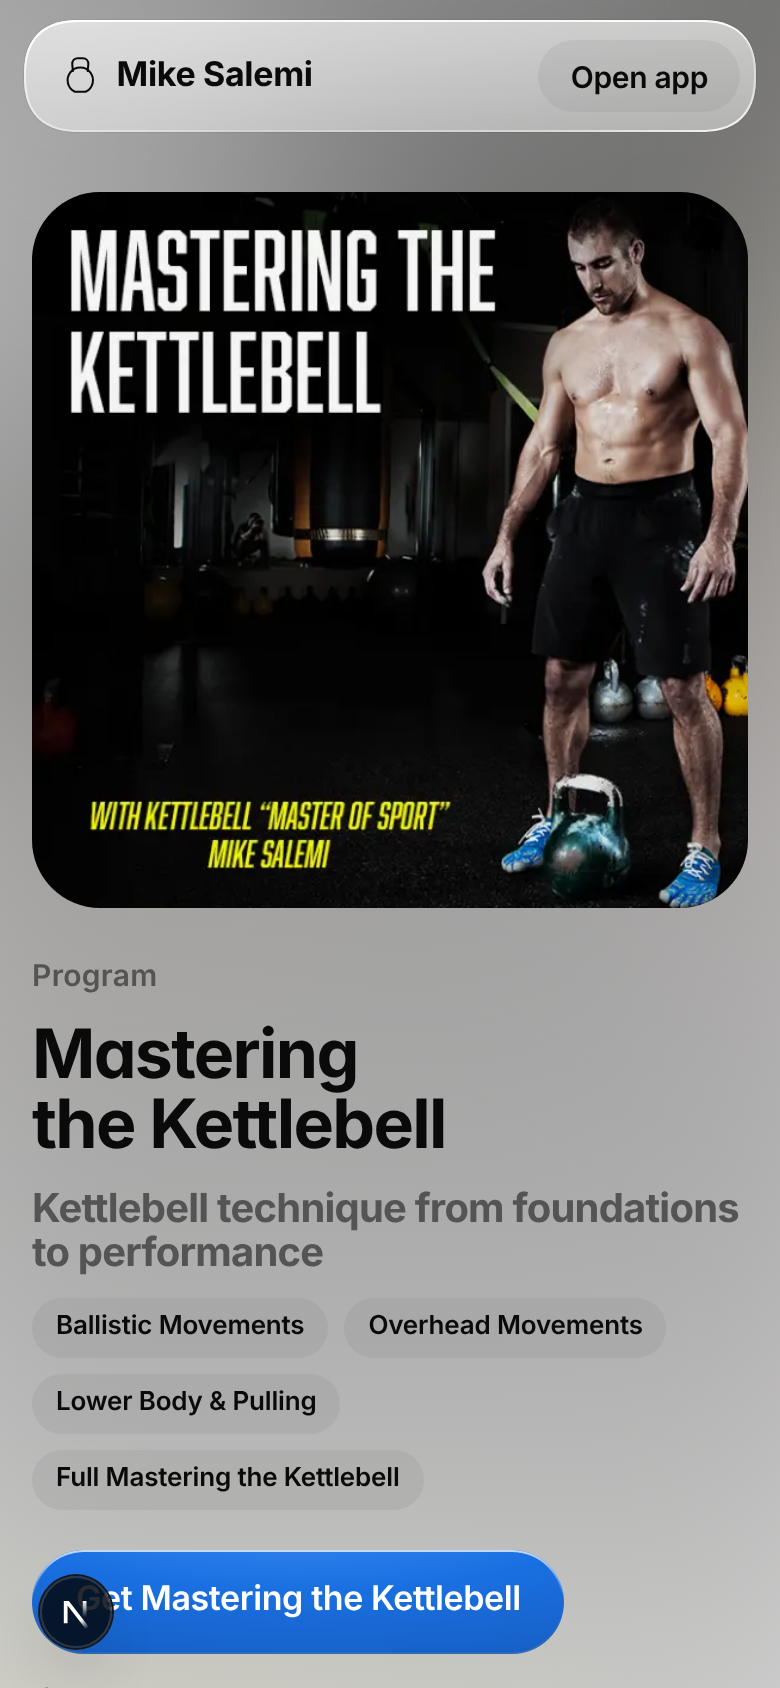 Mike Salemi
Open app
MASTERING THE
KETTLEBELL
WITH KETTLEBELL “MASTER OF SPORT”
MIKE SALEMI
Program
Mastering
the Kettlebell
Kettlebell technique from foundations
to performance
Ballistic Movements
Overhead Movements
Lower Body & Pulling
Full Mastering the Kettlebell
Get Mastering the Kettlebell
N